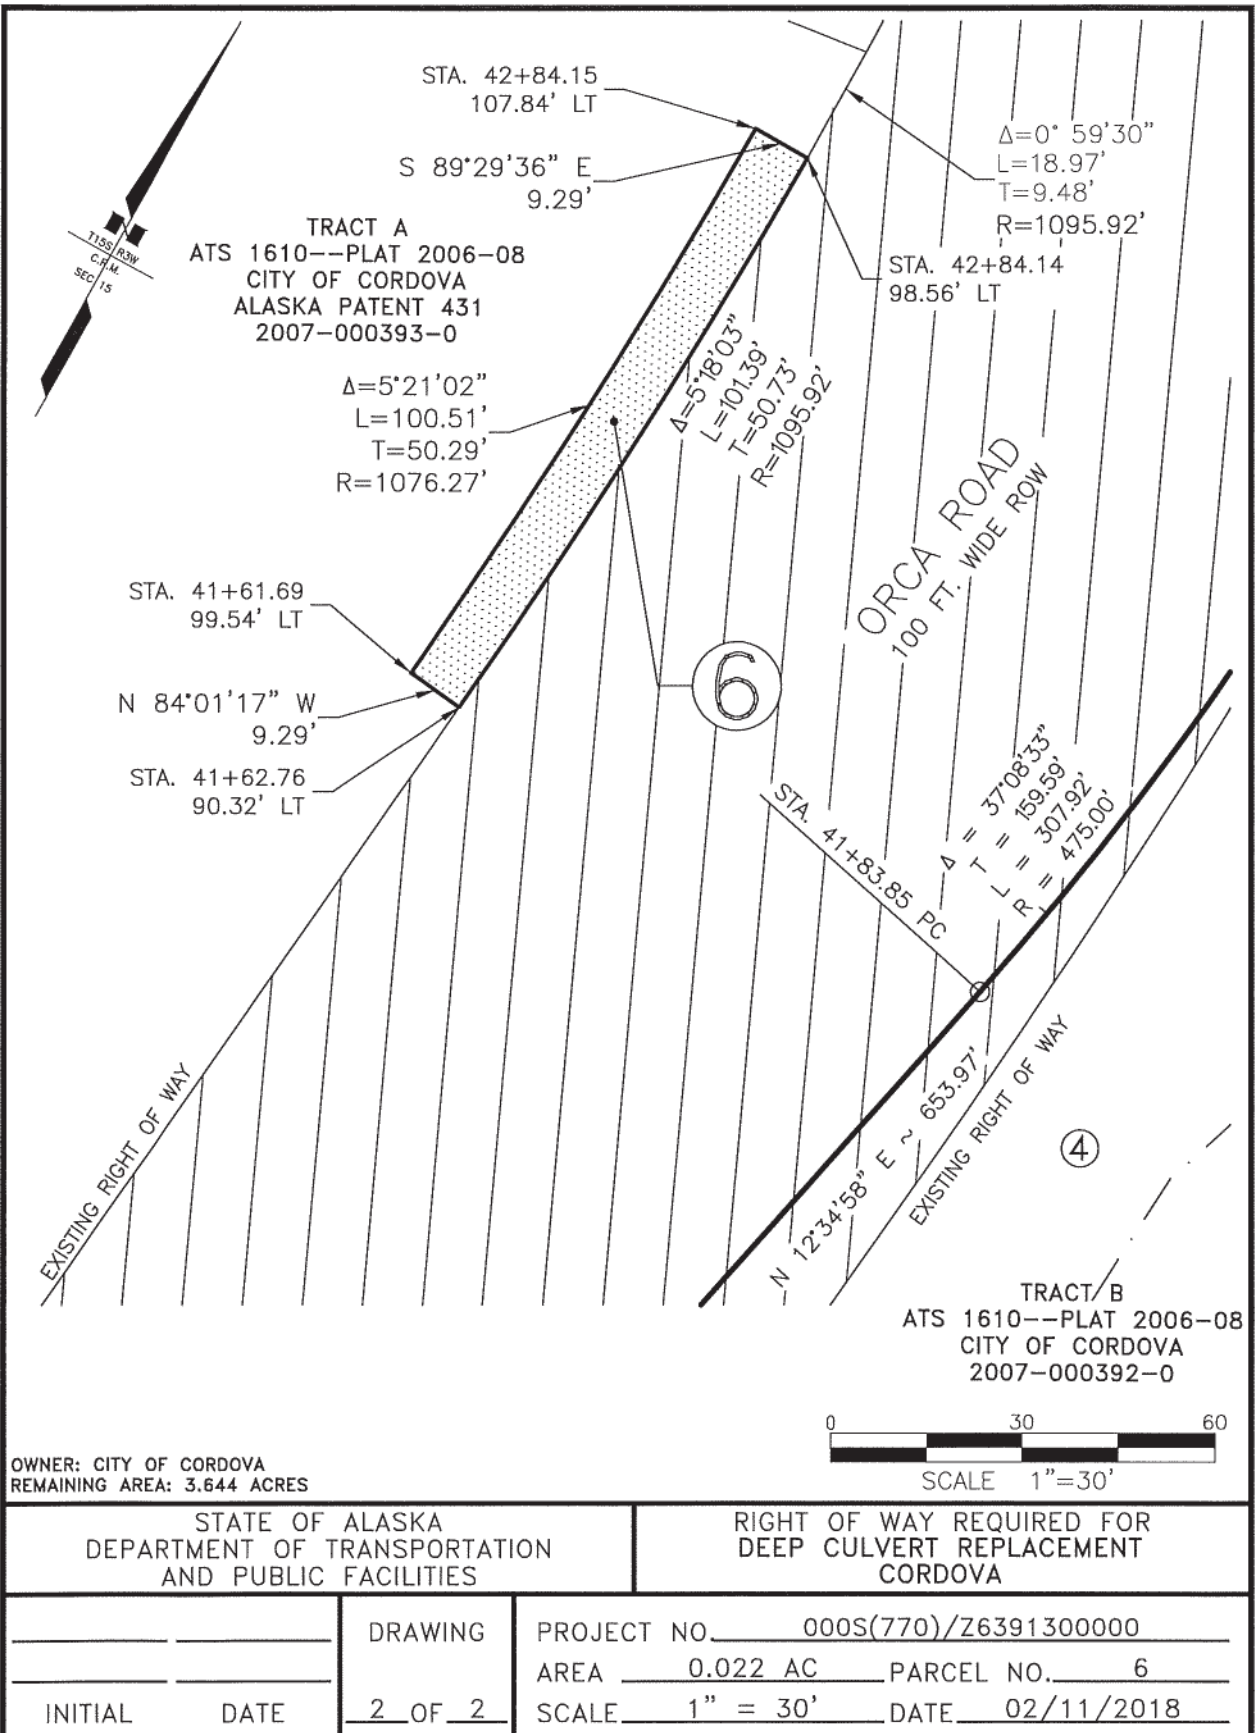 STA. 42+84.15
107.84' LT
S 89°29'36" E
9.29'
Δ=0° 59'30"
L=18.97'
T=9.48'
R=1095.92'
STA. 42+84.14
98.56' LT
T15S R3W
C.R.M.
SEC 15
TRACT A
ATS 1610--PLAT 2006-08
CITY OF CORDOVA
ALASKA PATENT 431
2007-000393-0
Δ=5°21'02"
L=100.51'
T=50.29'
R=1076.27'
Δ=5°18'03"
L=101.39'
T=50.73'
R=1095.92'
ORCA ROAD
100 FT. WIDE ROW
STA. 41+61.69
99.54' LT
N 84°01'17" W
9.29'
STA. 41+62.76
90.32' LT
6
STA. 41+83.85 PC
Δ = 37°08'33"
T = 159.59'
L = 307.92'
R = 475.00'
EXISTING RIGHT OF WAY
N 12°34'58" E ~ 653.97'
EXISTING RIGHT OF WAY
4
TRACT B
ATS 1610--PLAT 2006-08
CITY OF CORDOVA
2007-000392-0
0 30 60
SCALE 1"=30'
OWNER: CITY OF CORDOVA
REMAINING AREA: 3.644 ACRES
STATE OF ALASKA
DEPARTMENT OF TRANSPORTATION
AND PUBLIC FACILITIES
RIGHT OF WAY REQUIRED FOR
DEEP CULVERT REPLACEMENT
CORDOVA
INITIAL DATE
DRAWING
2 OF 2
PROJECT NO. 000S(770)/Z6391300000
AREA 0.022 AC PARCEL NO. 6
SCALE 1" = 30' DATE 02/11/2018